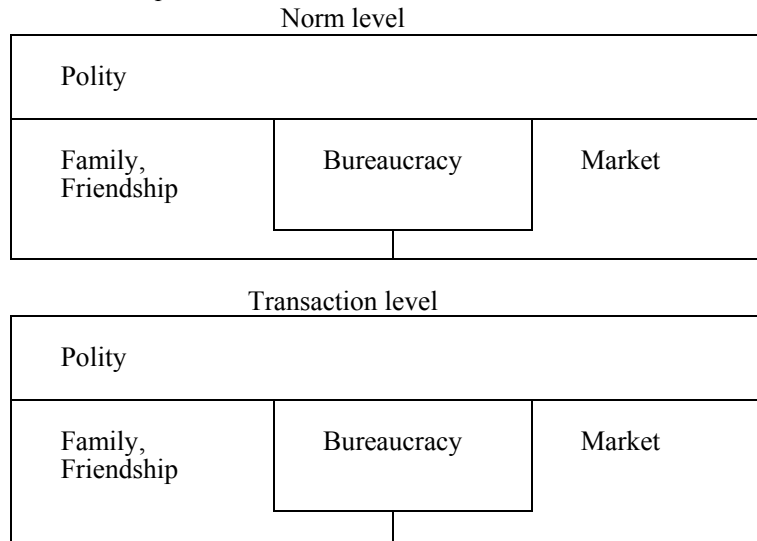 Norm level
Polity
Family,
Friendship
Bureaucracy
Market
Transaction level
Polity
Family,
Friendship
Bureaucracy
Market